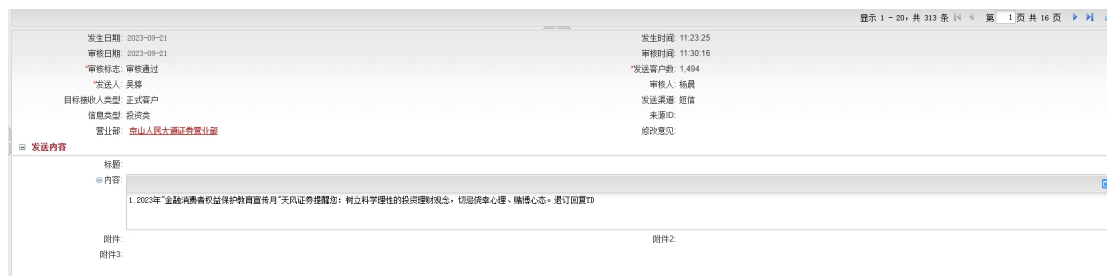 显示 1 - 20，共 313 条 第 1 页 共 16 页
发生日期: 2023-09-21 发生时间: 11:23:25
审核日期: 2023-09-21 审核时间: 11:30:16
*审核标志: 审核通过 *发送客户数: 1,494
*发送人: 吴婷 审核人: 杨晨
目标接收人类型: 正式客户 发送渠道: 短信
信息类型: 投资类 来源ID:
营业部: 京山人民大道证券营业部 修改意见:
发送内容
标题:
内容:
1.2023年"金融消费者权益保护教育宣传月"天风证券提醒您：树立科学理性的投资理财观念，切忌侥幸心理、赌博心态。退订回复TD
附件: 附件2:
附件3: